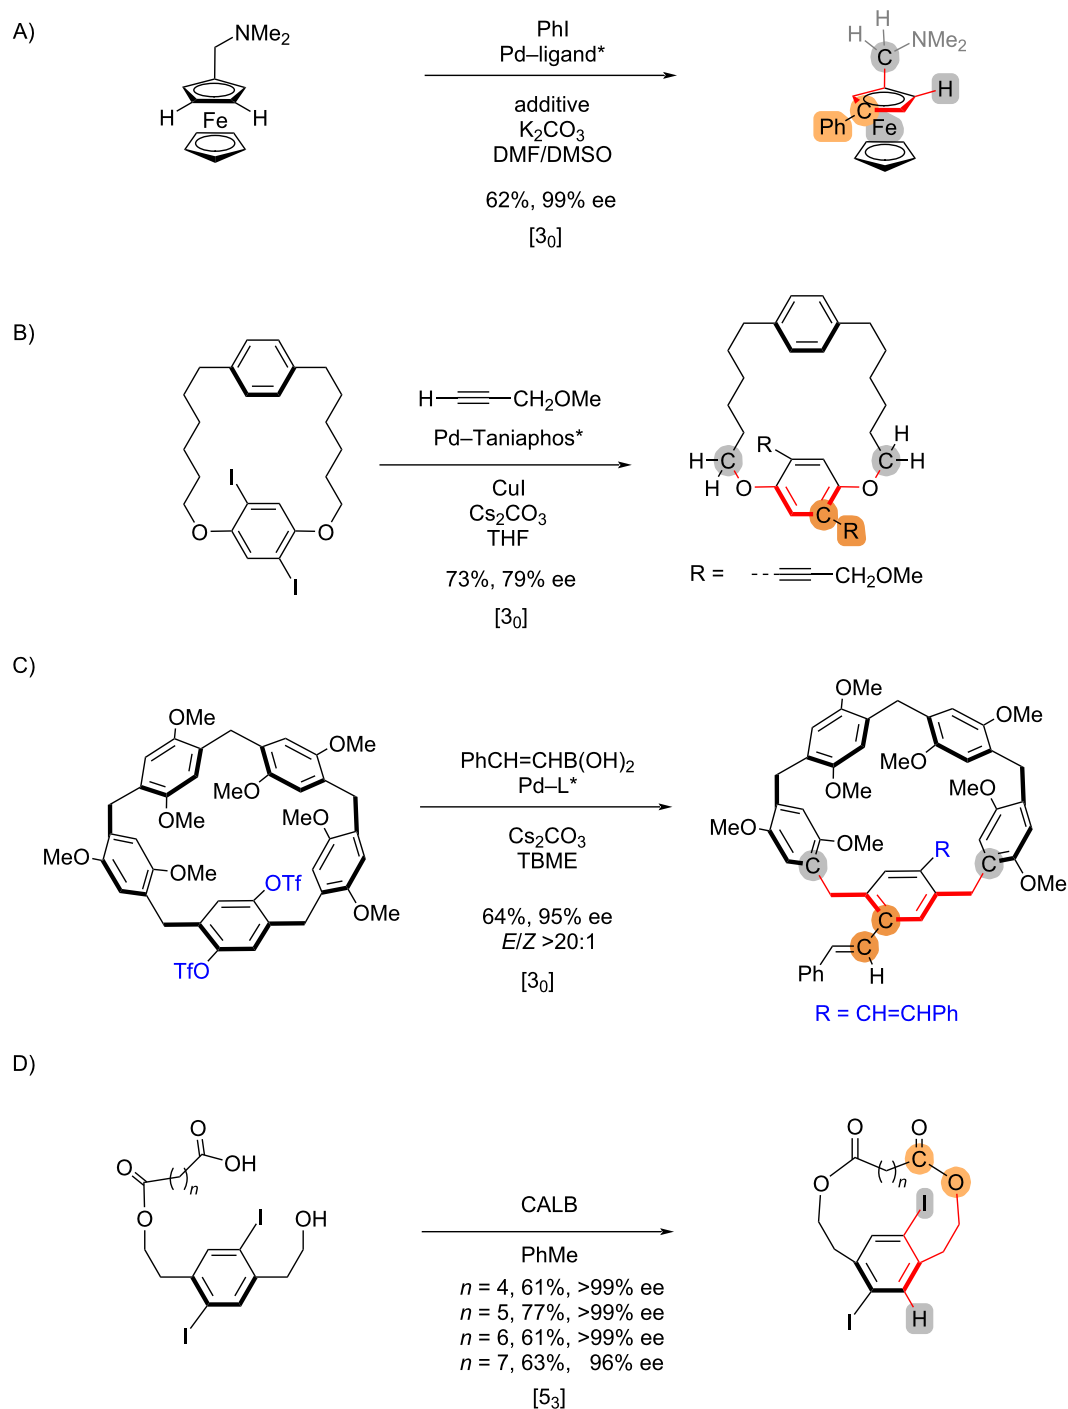 A)
NMe2
H
H
Fe
PhI
Pd–ligand*
additive
K2CO3
DMF/DMSO
62%, 99% ee
[30]
H
H
C
NMe2
H
C
Ph
Fe
B)
I
O
O
I
H
CH2OMe
Pd–Taniaphos*
CuI
Cs2CO3
THF
73%, 79% ee
[30]
H
C
H
O
R
H
C
H
O
C
R
R =
CH2OMe
C)
OMe
OMe
MeO
OMe
MeO
MeO
OMe
OTf
OMe
TfO
PhCH=CHB(OH)2
Pd–L*
Cs2CO3
TBME
64%, 95% ee
E/Z >20:1
[30]
OMe
OMe
MeO
OMe
MeO
MeO
OMe
R
C
C
OMe
C
C
Ph
H
R = CH=CHPh
D)
O
O
OH
n
O
I
OH
I
CALB
PhMe
n = 4, 61%, >99% ee
n = 5, 77%, >99% ee
n = 6, 61%, >99% ee
n = 7, 63%, 96% ee
[53]
O
O
C
n
O
O
I
I
H